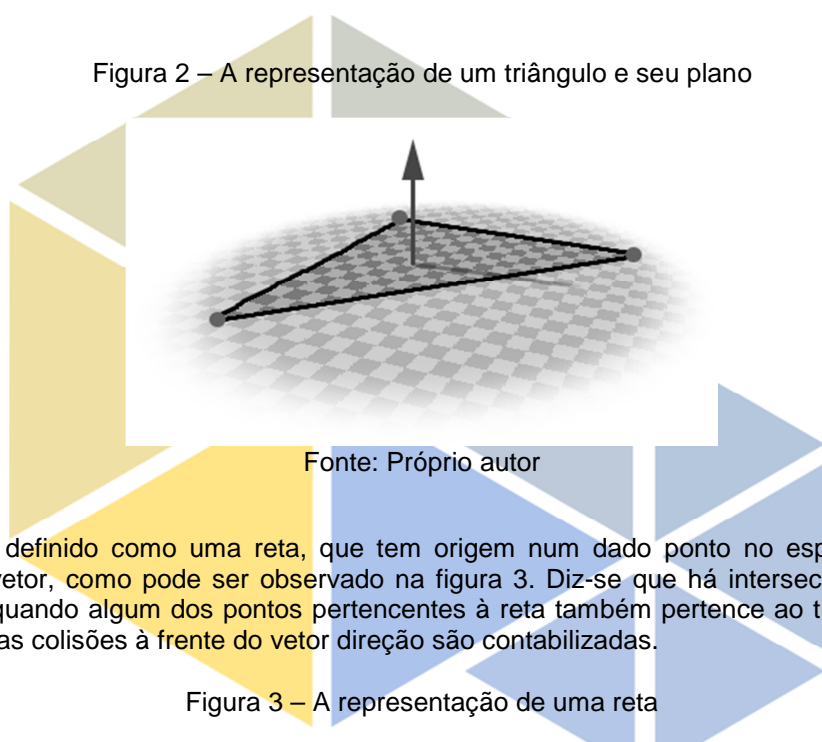 Figura 2 – A representação de um triângulo e seu plano
Fonte: Próprio autor
definido como uma reta, que tem origem num dado ponto no esp
vetor, como pode ser observado na figura 3. Diz-se que há intersec
quando algum dos pontos pertencentes à reta também pertence ao t
as colisões à frente do vetor direção são contabilizadas.
Figura 3 – A representação de uma reta